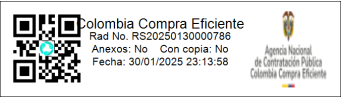 Colombia Compra Eficiente
Rad No. RS20250130000786
Anexos: No Con copia: No
Fecha: 30/01/2025 23:13:58
Agencia Nacional
de Contratación Pública
Colombia Compra Eficiente